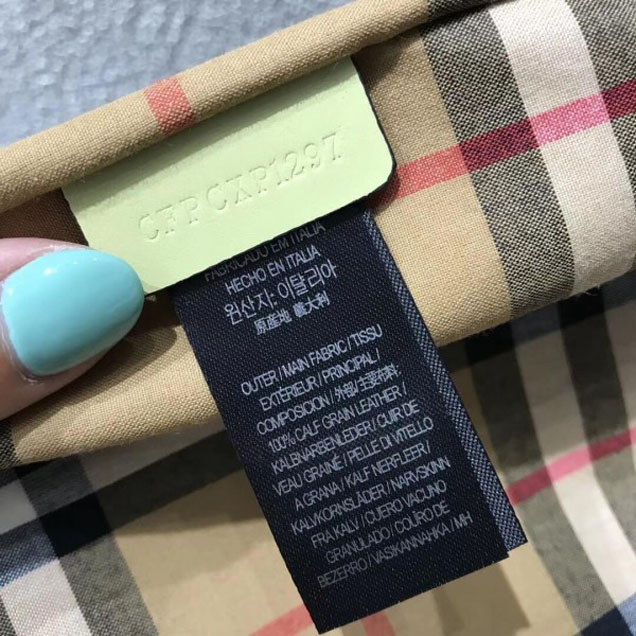 CFPCXP1297
FABRICADO EM ITALIA
HECHO EN ITALIA
원산지: 이탈리아
原産地 義大利
OUTER / MAIN FABRIC / TISSU
EXTERIEUR / PRINCIPAL /
COMPOSICION / 外部/主要布料:
100% CALF GRAIN LEATHER /
KALBNARBENLEDER / CUIR DE
VEAU GRAINÉ / PELLE DI VITELLO
A GRANA / KALF NERFLEER /
KALVKORNSLÄDER / NARVSKINN
FRA KALV / CUERO VACUNO
GRANULADO / COURO DE
BEZERRO / VASIKANNAHKA / MH